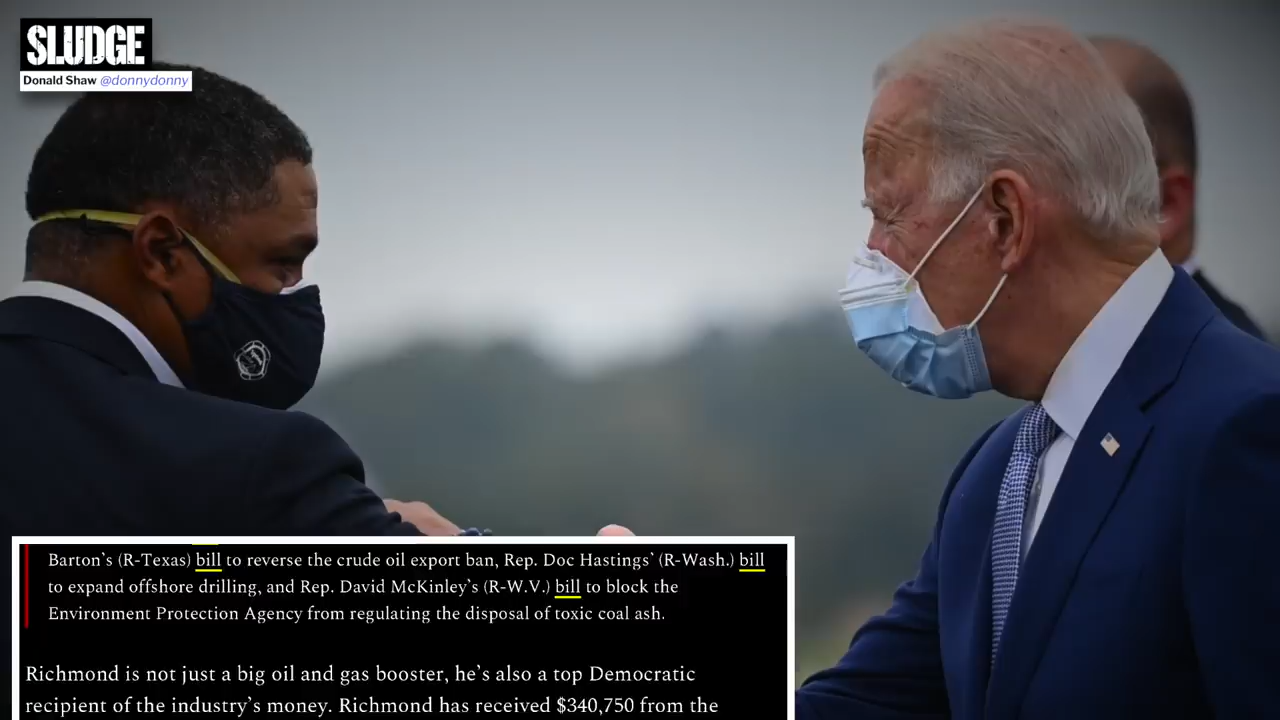 SLUDGE
Donald Shaw @donnydonny
Barton's (R-Texas) bill to reverse the crude oil export ban, Rep. Doc Hastings' (R-Wash.) bill
to expand offshore drilling, and Rep. David McKinley's (R-W.V.) bill to block the
Environment Protection Agency from regulating the disposal of toxic coal ash.
Richmond is not just a big oil and gas booster, he's also a top Democratic
recipient of the industry's money. Richmond has received $340,750 from the